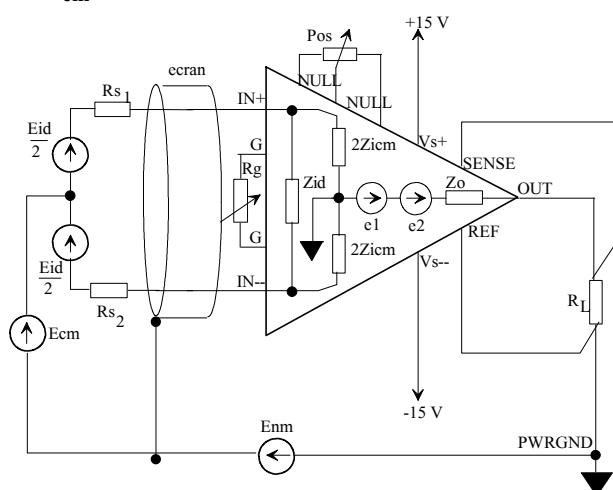 cm
Pos
+15 V
ecran
NULL
NULL
Rs1
IN+
Eid
2
G
Rg
G
Zid
2Zicm
Vs+
SENSE
Zo
OUT
e1
e2
REF
2Zicm
Eid
2
Rs2
IN--
Vs--
RL
Ecm
-15 V
Enm
PWRGND